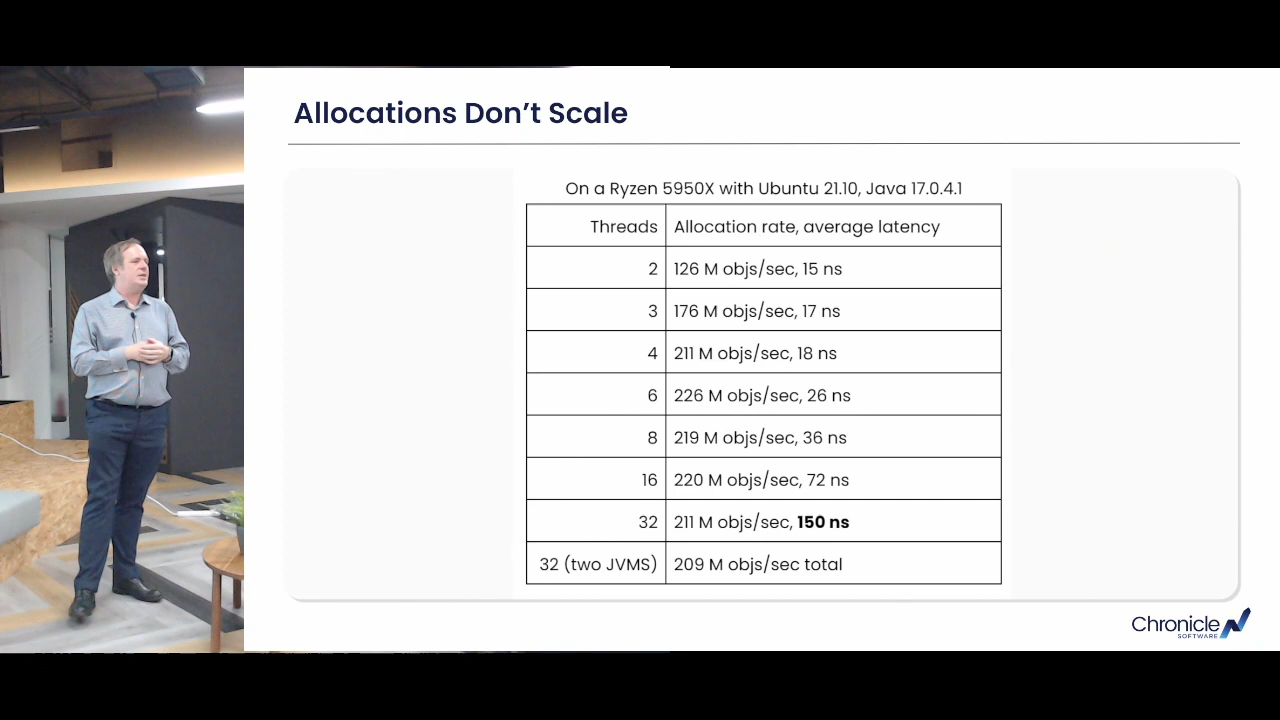 Allocations Don’t Scale
On a Ryzen 5950X with Ubuntu 21.10, Java 17.0.4.1
Threads Allocation rate, average latency
2 126 M objs/sec, 15 ns
3 176 M objs/sec, 17 ns
4 211 M objs/sec, 18 ns
6 226 M objs/sec, 26 ns
8 219 M objs/sec, 36 ns
16 220 M objs/sec, 72 ns
32 211 M objs/sec, 150 ns
32 (two JVMS) 209 M objs/sec total
Chronicle
SOFTWARE